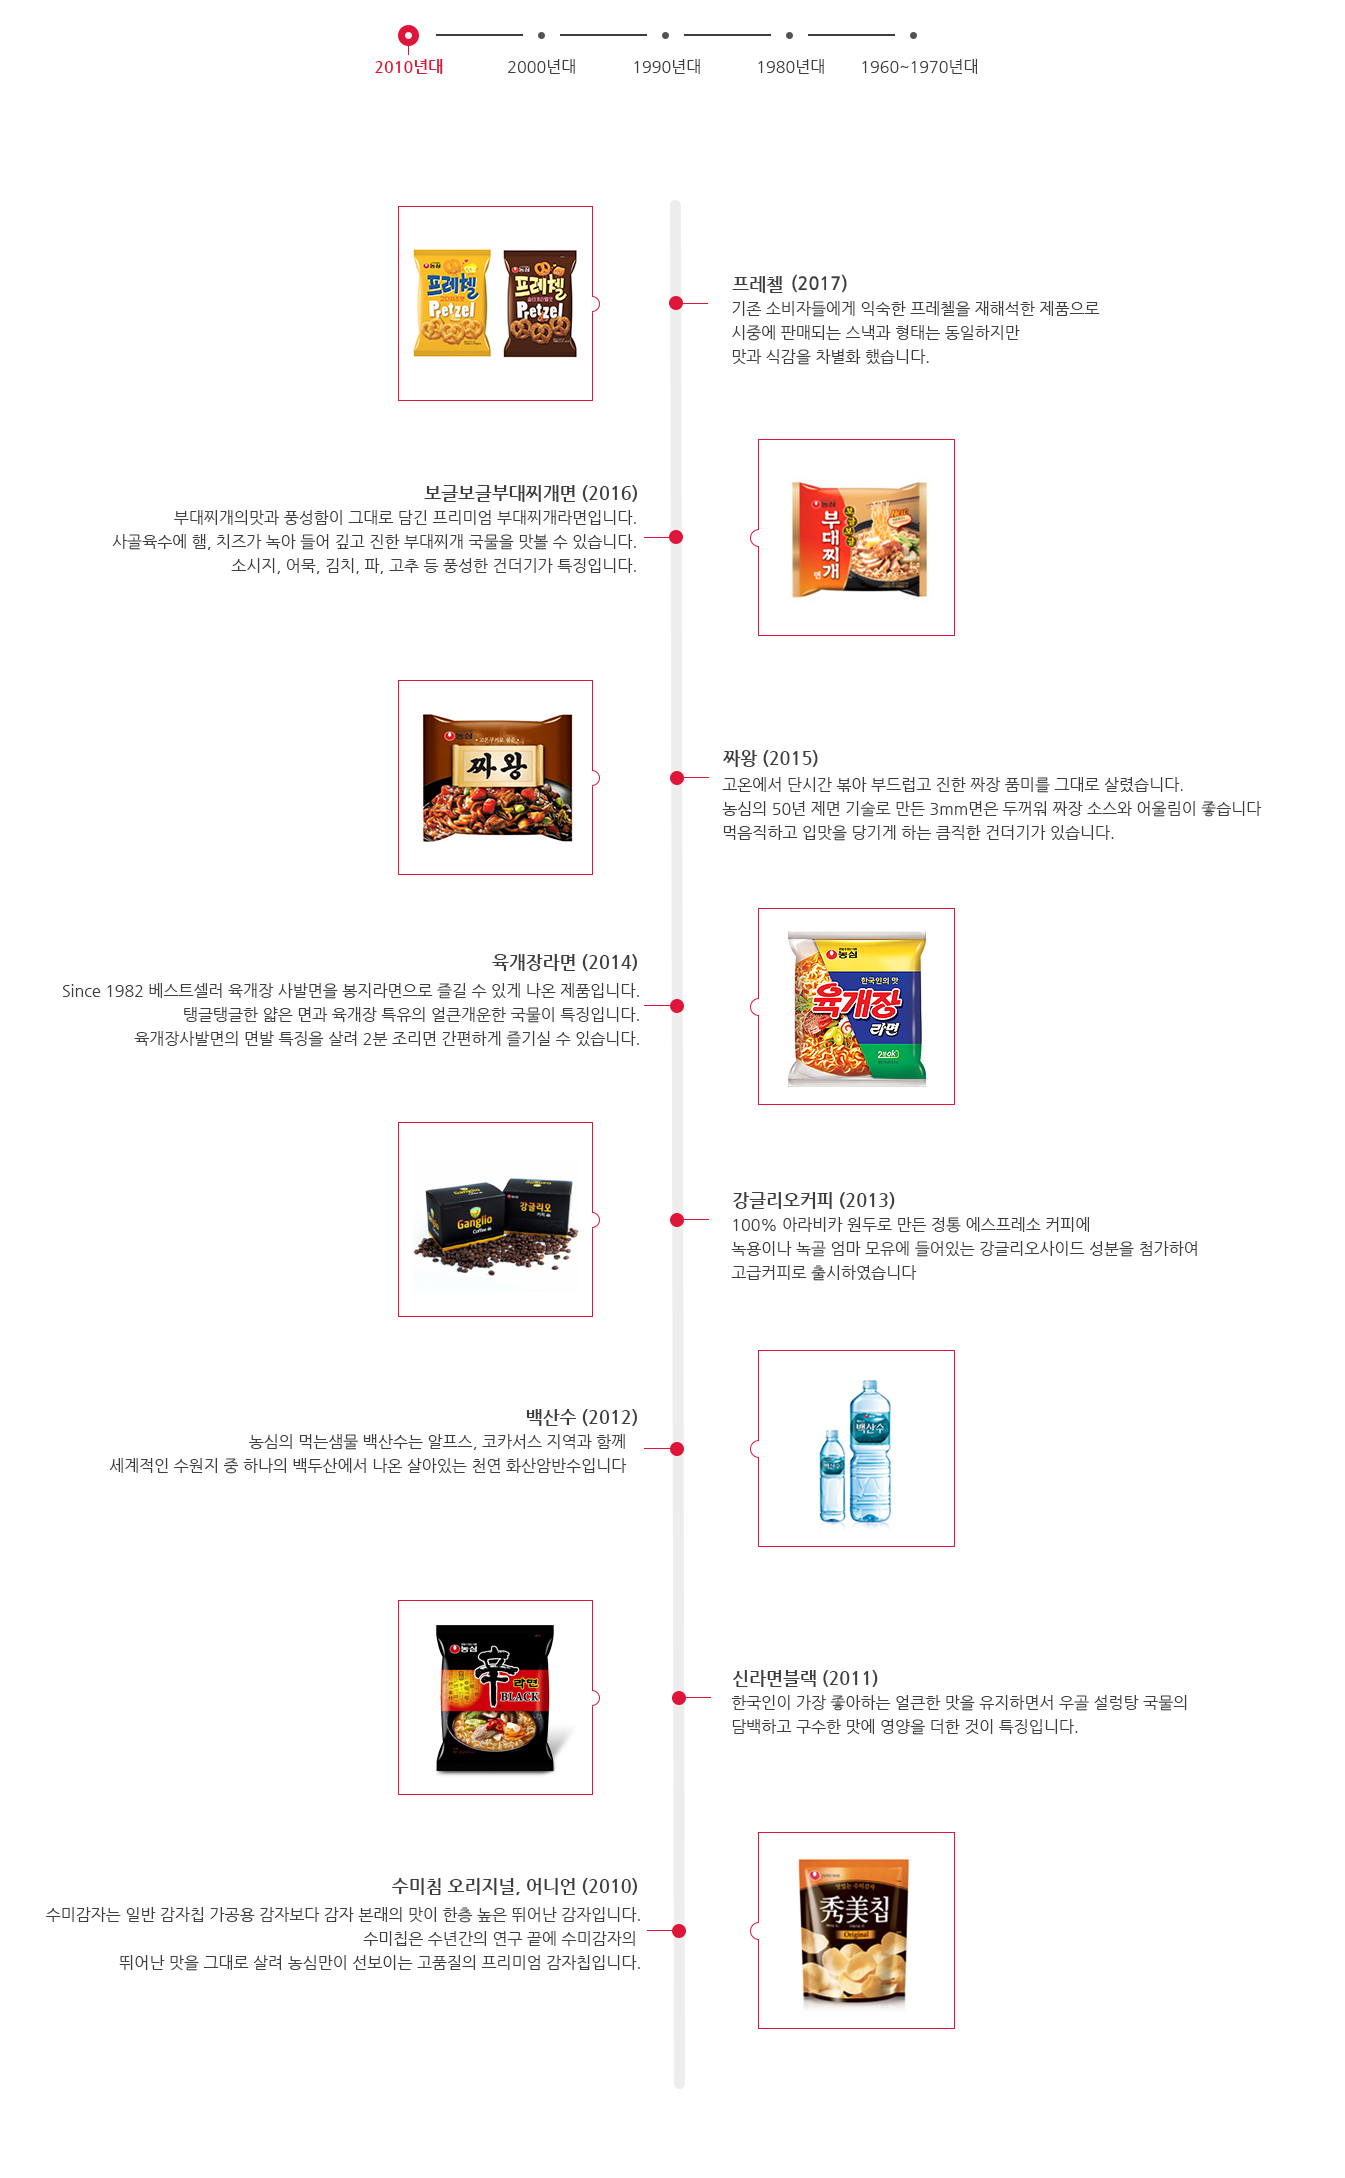 2010년대
2000년대
1990년대
1980년대
1960~1970년대
농심
프레첼
Pretzel
농심
프레첼
Pretzel
프레첼 (2017)
기존 소비자들에게 익숙한 프레첼을 재해석한 제품으로
시중에 판매되는 스낵과 형태는 동일하지만
맛과 식감을 차별화 했습니다.
보글보글부대찌개면 (2016)
부대찌개의맛과 풍성함이 그대로 담긴 프리미엄 부대찌개라면입니다.
사골육수에 햄, 치즈가 녹아 들어 깊고 진한 부대찌개 국물을 맛볼 수 있습니다.
소시지, 어묵, 김치, 파, 고추 등 풍성한 건더기가 특징입니다.
농심
보글보글
부대찌개
면
농심
짜왕
짜왕 (2015)
고온에서 단시간 볶아 부드럽고 진한 짜장 풍미를 그대로 살렸습니다.
농심의 50년 제면 기술로 만든 3mm면은 두꺼워 짜장 소스와 어울림이 좋습니다
먹음직하고 입맛을 당기게 하는 큼직한 건더기가 있습니다.
육개장라면 (2014)
Since 1982 베스트셀러 육개장 사발면을 봉지라면으로 즐길 수 있게 나온 제품입니다.
탱글탱글한 얇은 면과 육개장 특유의 얼큰개운한 국물이 특징입니다.
육개장사발면의 면발 특징을 살려 2분 조리면 간편하게 즐기실 수 있습니다.
농심
한국인의 맛
육개장
라면
2분ok
Ganglio
Ganglio
Coffee
강글리오
커피
강글리오커피 (2013)
100% 아라비카 원두로 만든 정통 에스프레소 커피에
녹용이나 녹골 엄마 모유에 들어있는 강글리오사이드 성분을 첨가하여
고급커피로 출시하였습니다
백산수 (2012)
농심의 먹는샘물 백산수는 알프스, 코카서스 지역과 함께
세계적인 수원지 중 하나의 백두산에서 나온 살아있는 천연 화산암반수입니다
백산수
백산수
농심
辛
라면
BLACK
신라면블랙 (2011)
한국인이 가장 좋아하는 얼큰한 맛을 유지하면서 우골 설렁탕 국물의
담백하고 구수한 맛에 영양을 더한 것이 특징입니다.
수미칩 오리지널, 어니언 (2010)
수미감자는 일반 감자칩 가공용 감자보다 감자 본래의 맛이 한층 높은 뛰어난 감자입니다.
수미칩은 수년간의 연구 끝에 수미감자의
뛰어난 맛을 그대로 살려 농심만이 선보이는 고품질의 프리미엄 감자칩입니다.
맛있는 수미감자
秀美칩
Original